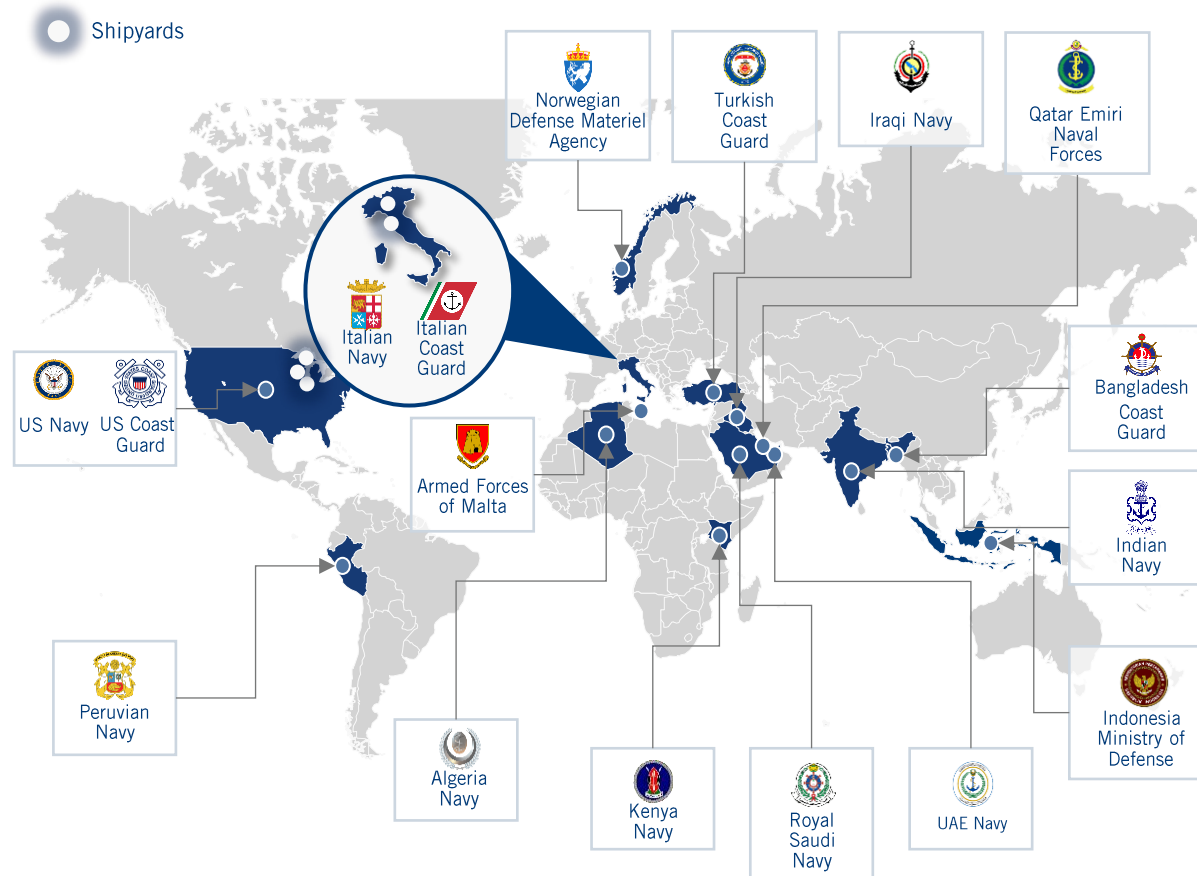 Shipyards
Norwegian
Defense Materiel
Agency
Turkish
Coast
Guard
Iraqi Navy
Qatar Emiri
Naval
Forces
Italian
Navy
Italian
Coast
Guard
US Navy
US Coast
Guard
Armed Forces
of Malta
Bangladesh
Coast
Guard
Indian
Navy
Peruvian
Navy
Algeria
Navy
Kenya
Navy
Royal
Saudi
Navy
UAE Navy
Indonesia
Ministry of
Defense